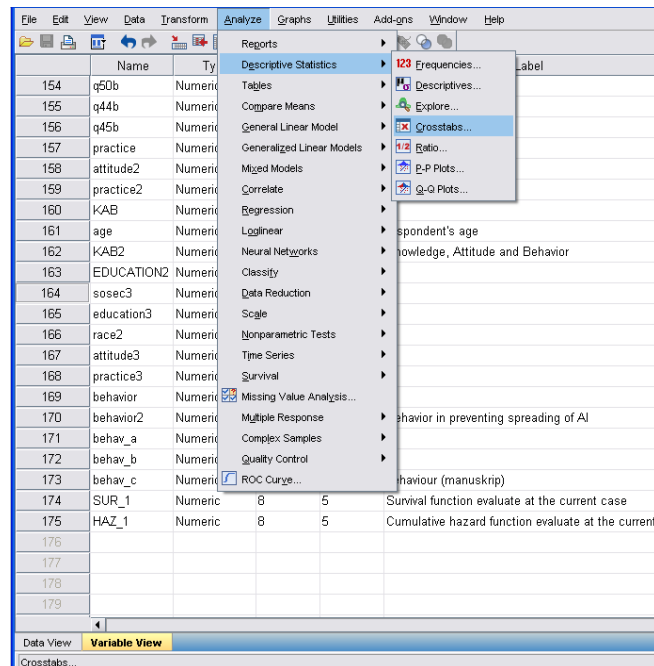 File Edit View Data Transform Analyze Graphs Utilities Add-ons Window Help
Reports
Name Ty Descriptive Statistics 123 Frequencies... Label
154 q50b Numeric Tables Descriptives...
155 q44b Numeric Compare Means Explore...
156 q45b Numeric General Linear Model Crosstabs...
157 practice Numeric Generalized Linear Models 1/2 Ratio...
158 attitude2 Numeric Mixed Models P-P Plots...
159 practice2 Numeric Correlate Q-Q Plots...
160 KAB Numeric Regression
161 age Numeric Loglinear spondent's age
162 KAB2 Numeric Neural Networks nowledge, Attitude and Behavior
163 EDUCATION2 Numeric Classify
164 sosec3 Numeric Data Reduction
165 education3 Numeric Scale
166 race2 Numeric Nonparametric Tests
167 attitude3 Numeric Time Series
168 practice3 Numeric Survival
169 behavior Numeric Missing Value Analysis...
170 behavior2 Numeric Multiple Response ehavior in preventing spreading of AI
171 behav_a Numeric Complex Samples
172 behav_b Numeric Quality Control
173 behav_c Numeric ROC Curve... ehaviour (manuskrip)
174 SUR_1 Numeric 8 5 Survival function evaluate at the current case
175 HAZ_1 Numeric 8 5 Cumulative hazard function evaluate at the current
176
177
178
179
Data View Variable View
Crosstabs...